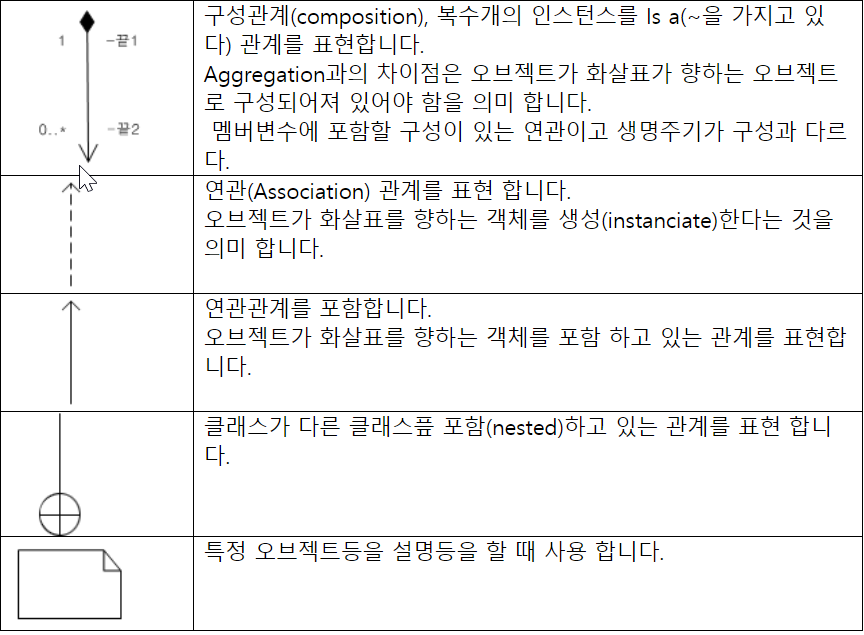 1
-끝1
0..*
-끝2
구성관계(composition), 복수개의 인스턴스를 Is a(~을 가지고 있
다) 관계를 표현합니다.
Aggregation과의 차이점은 오브젝트가 화살표가 향하는 오브젝트
로 구성되어져 있어야 함을 의미 합니다.
멤버변수에 포함할 구성이 있는 연관이고 생명주기가 구성과 다르
다.
연관(Association) 관계를 표현 합니다.
오브젝트가 화살표를 향하는 객체를 생성(instanciate)한다는 것을
의미 합니다.
연관관계를 포함합니다.
오브젝트가 화살표를 향하는 객체를 포함 하고 있는 관계를 표현합
니다.
클래스가 다른 클래스픞 포함(nested)하고 있는 관계를 표현 합니
다.
특정 오브젝트등을 설명등을 할 때 사용 합니다.